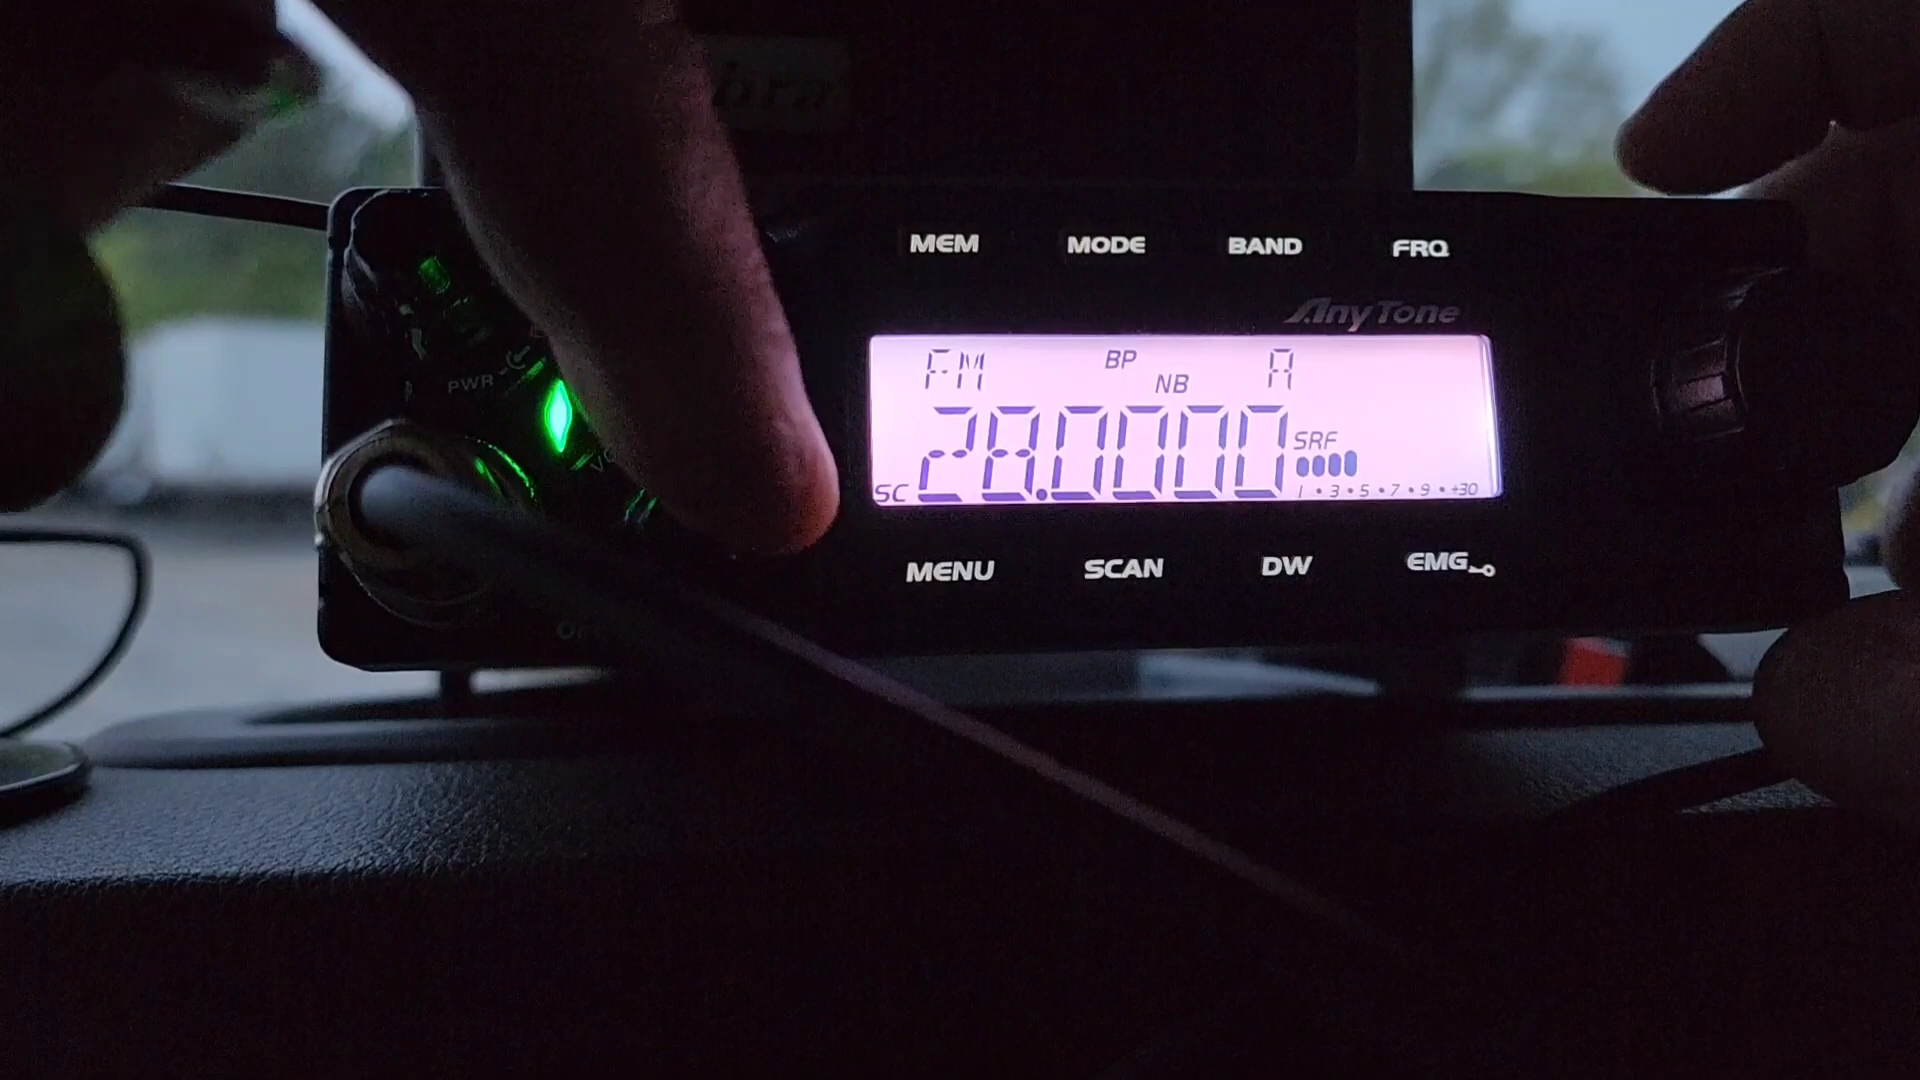 MEM MODE BAND FRQ
AnyTone
FM BP A
NB
28.0000
SRF
SC
1 • 3 • 5 • 7 • 9 • +30
PWR
MENU SCAN DW EMG